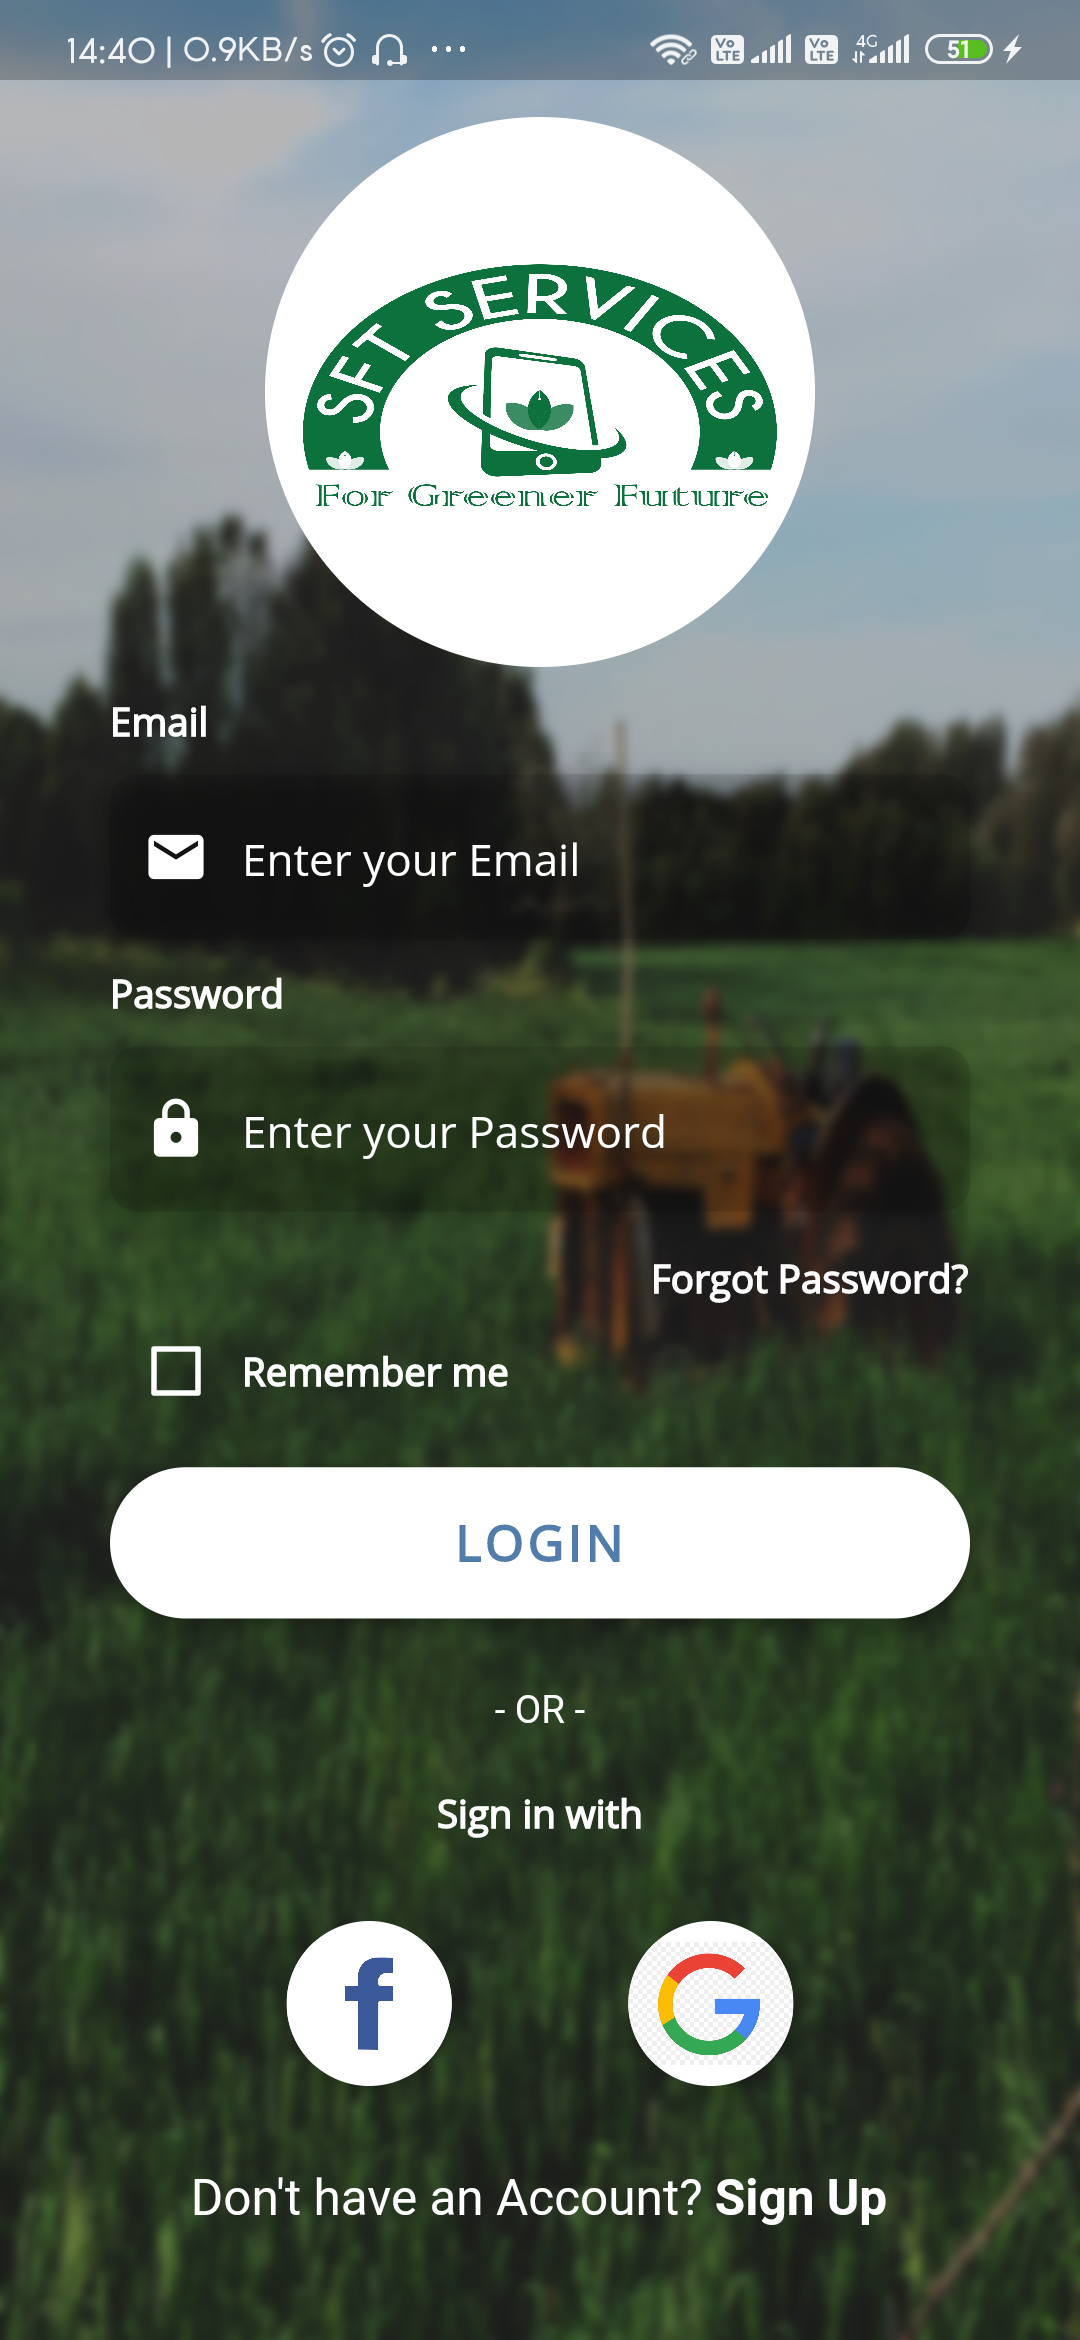 14:40 | 0.9KB/s ...
Vo LTE Vo LTE 4G 51
SFT SERVICES
For Greener Future
Email
Enter your Email
Password
Enter your Password
Forgot Password?
Remember me
LOGIN
- OR -
Sign in with
f G
Don't have an Account? Sign Up